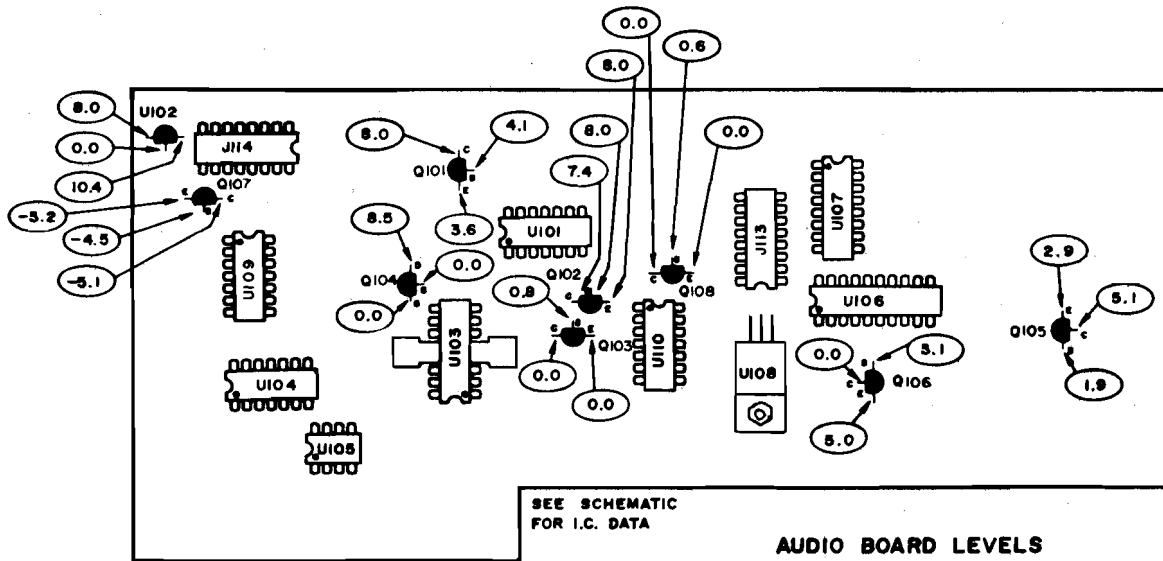 0.0
0.6
8.0
8.0
U102
0.0
10.4
J114
Q107
-5.2
-4.5
-5.1
8.0
C
4.1
Q101
B
E
3.6
8.0
7.4
0.0
U101
8.5
0.0
Q104
0.0
U109
U103
Q102
C
E
0.8
B
C
E
Q103
0.0
0.0
B
C
E
Q108
U110
J113
U107
U106
U108
0.0
B
C
E
Q106
3.1
5.0
2.9
E
5.1
C
Q105
B
1.9
U104
U105
SEE SCHEMATIC
FOR I.C. DATA
AUDIO BOARD LEVELS